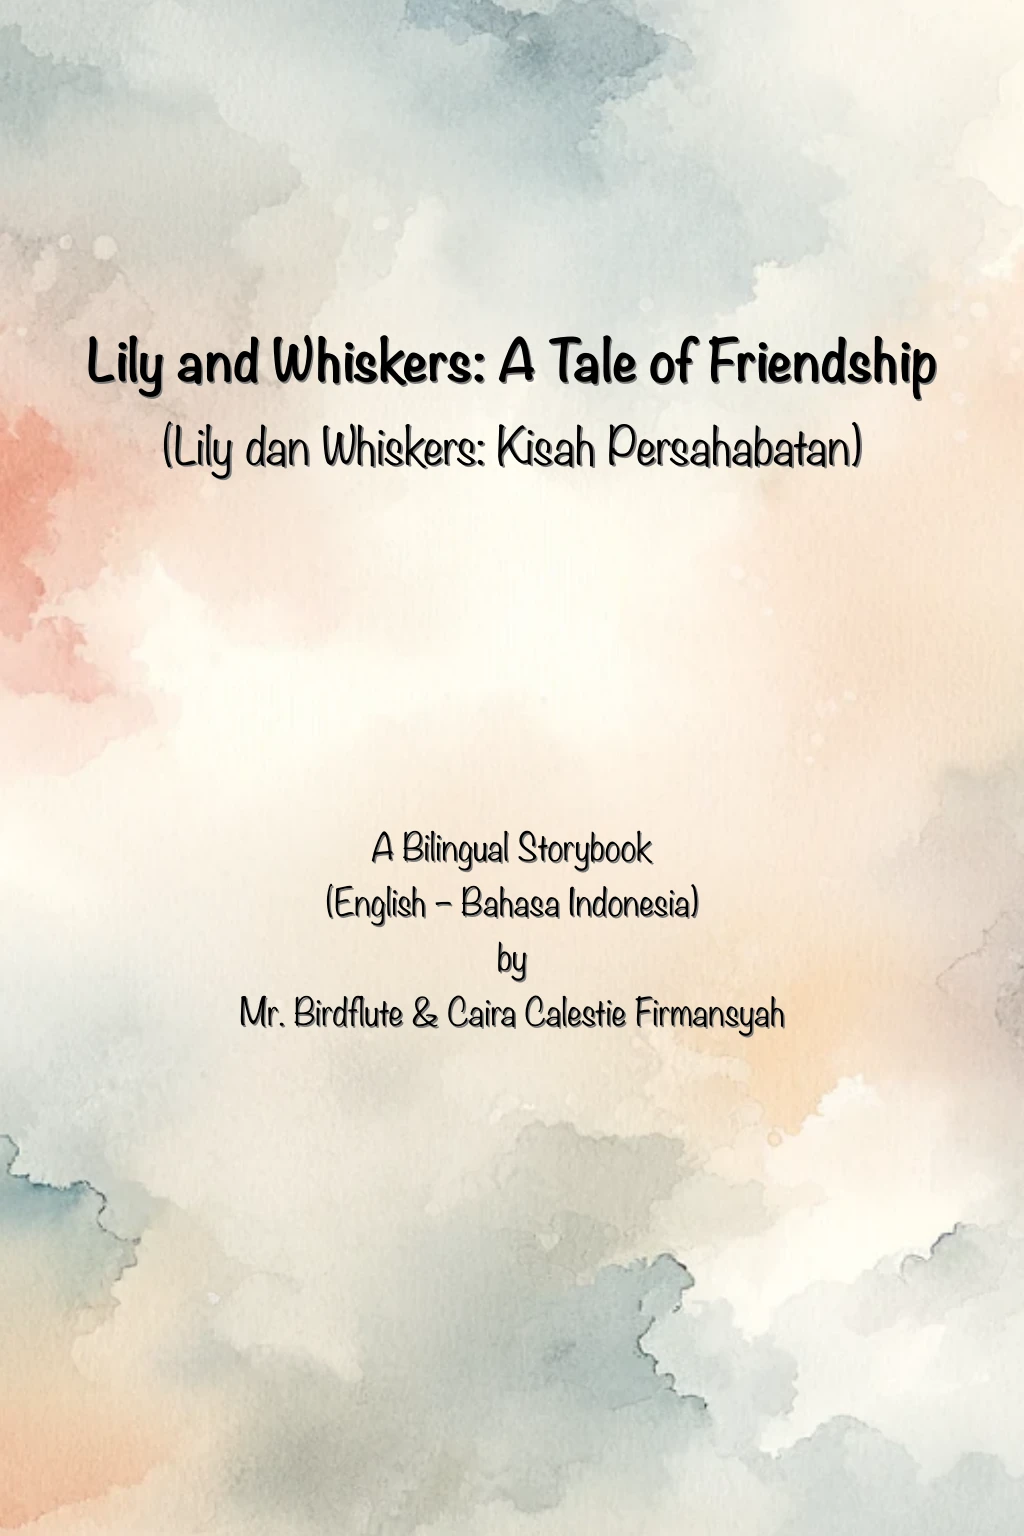 Lily and Whiskers: A Tale of Friendship
(Lily dan Whiskers: Kisah Persahabatan)
A Bilingual Storybook
(English – Bahasa Indonesia)
by
Mr. Birdflute & Caira Calestie Firmansyah